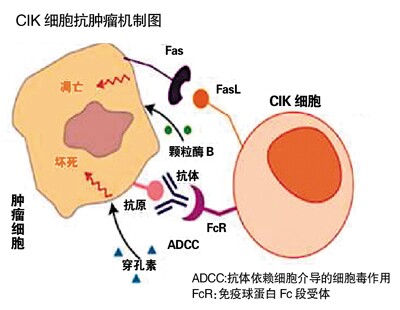 CIK 细胞抗肿瘤机制图
Fas
FasL
凋亡
CIK 细胞
颗粒酶 B
坏死
抗体
抗原
肿瘤细胞
FcR
ADCC
穿孔素
ADCC:抗体依赖细胞介导的细胞毒作用
FcR:免疫球蛋白 Fc 段受体